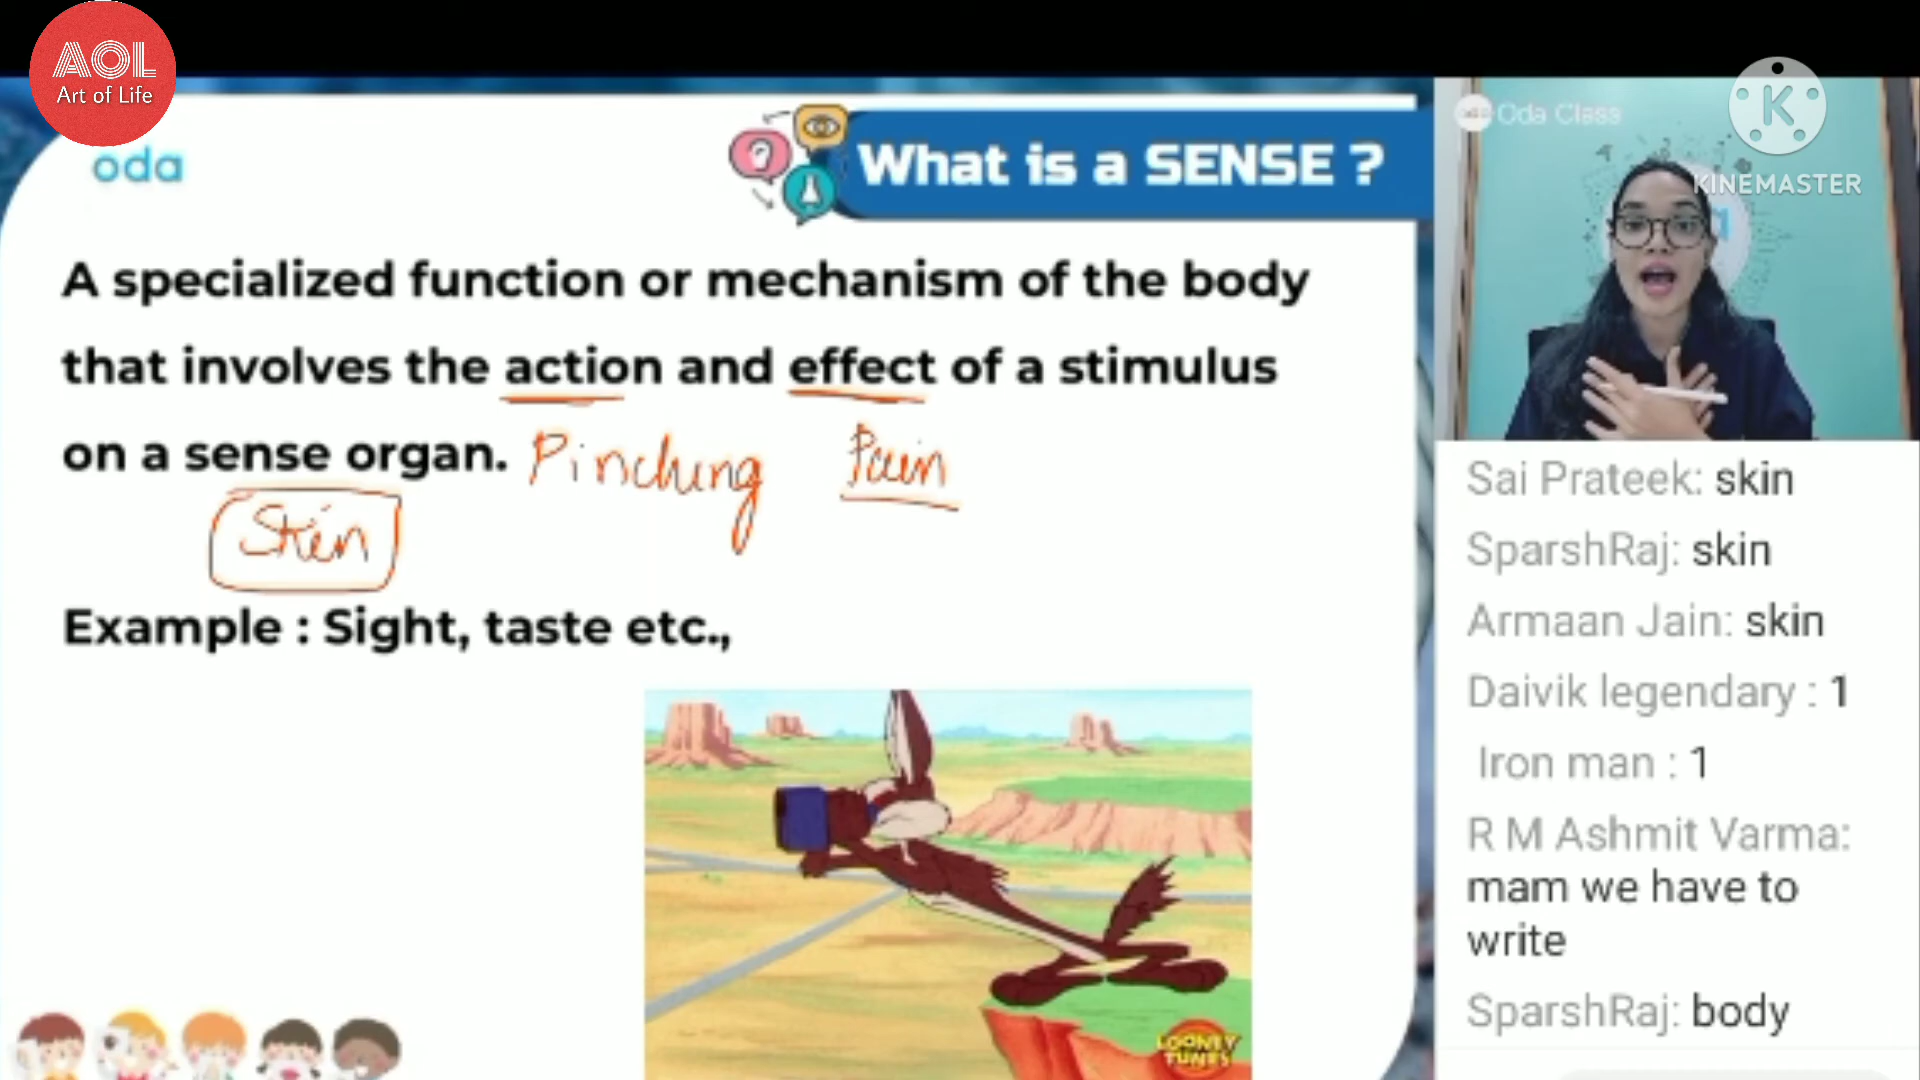 AOL
Art of Life
oda
What is a SENSE ?
A specialized function or mechanism of the body
that involves the action and effect of a stimulus
on a sense organ. Pinching Pain
Skin
Example : Sight, taste etc.,
LOONEY
TUNES
Oda Class
K
KINEMASTER
Sai Prateek: skin
SparshRaj: skin
Armaan Jain: skin
Daivik legendary : 1
Iron man : 1
R M Ashmit Varma:
mam we have to
write
SparshRaj: body